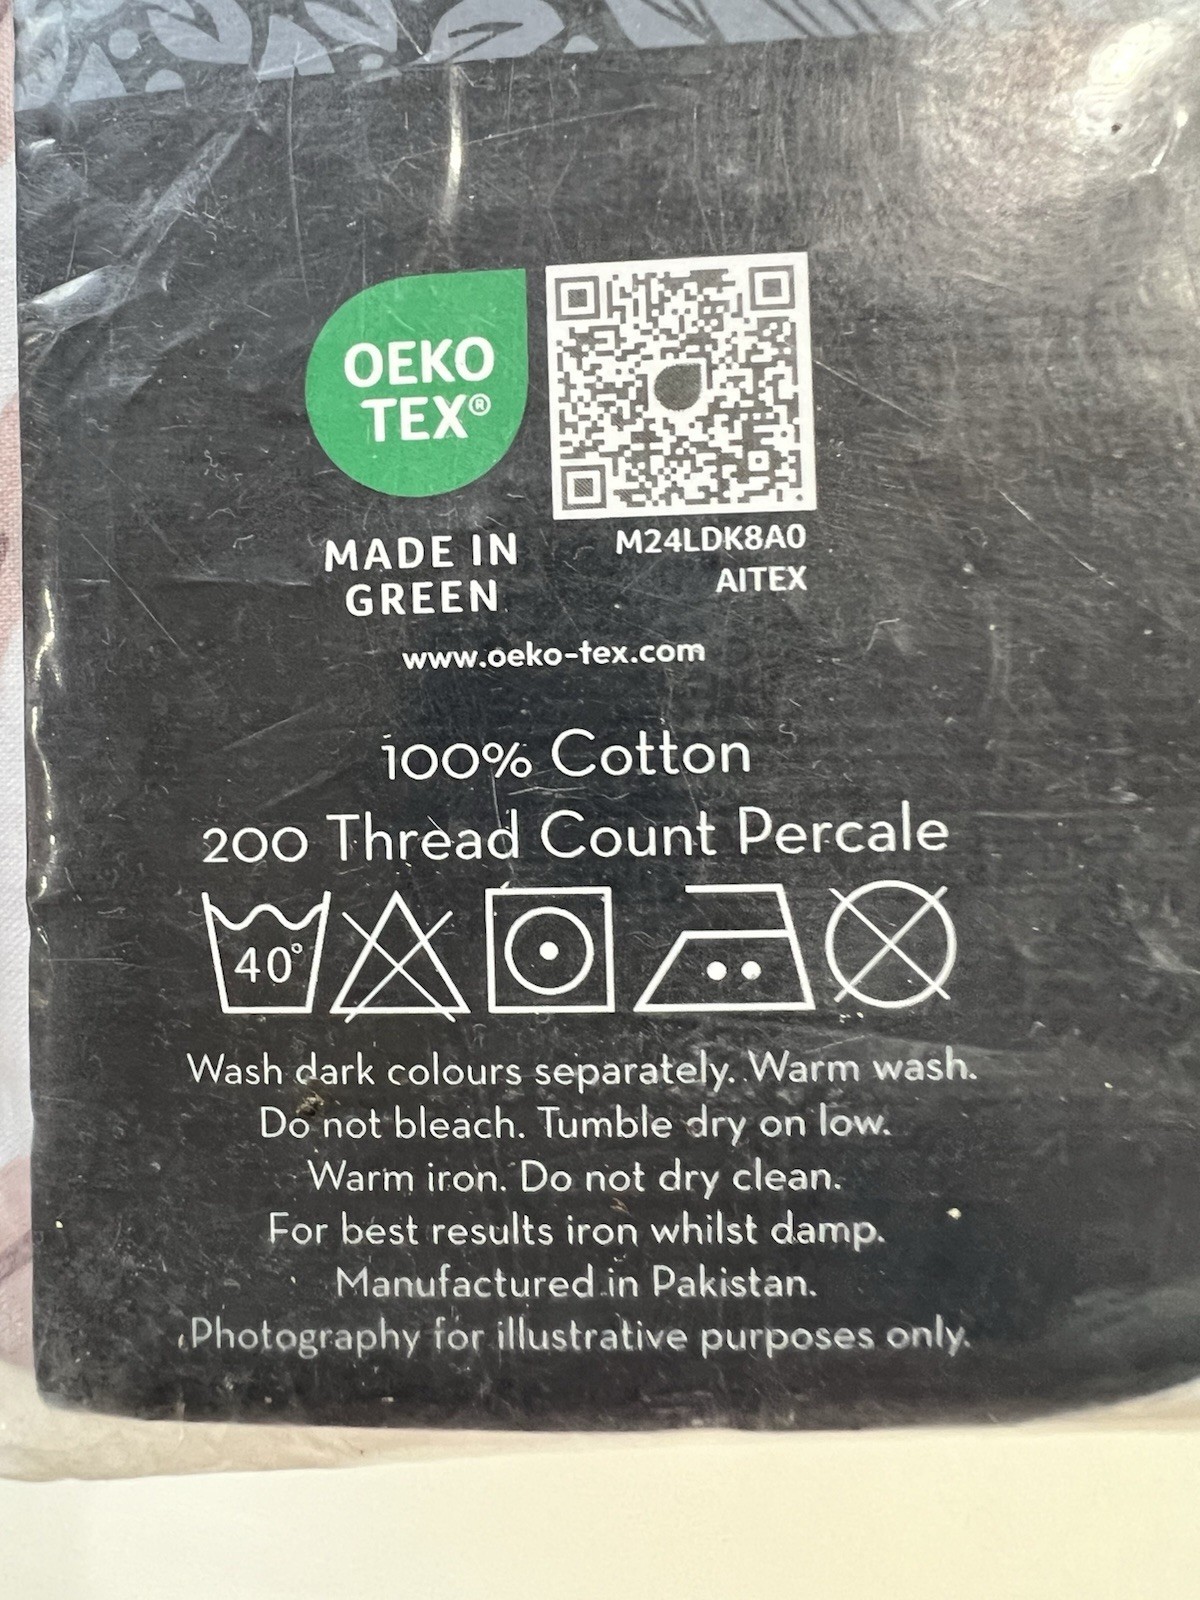 OEKO
TEX®
MADE IN
GREEN
M24LDK8A0
AITEX
www.oeko-tex.com
100% Cotton
200 Thread Count Percale
40°
Wash dark colours separately. Warm wash.
Do not bleach. Tumble dry on low.
Warm iron. Do not dry clean.
For best results iron whilst damp.
Manufactured in Pakistan.
Photography for illustrative purposes only.